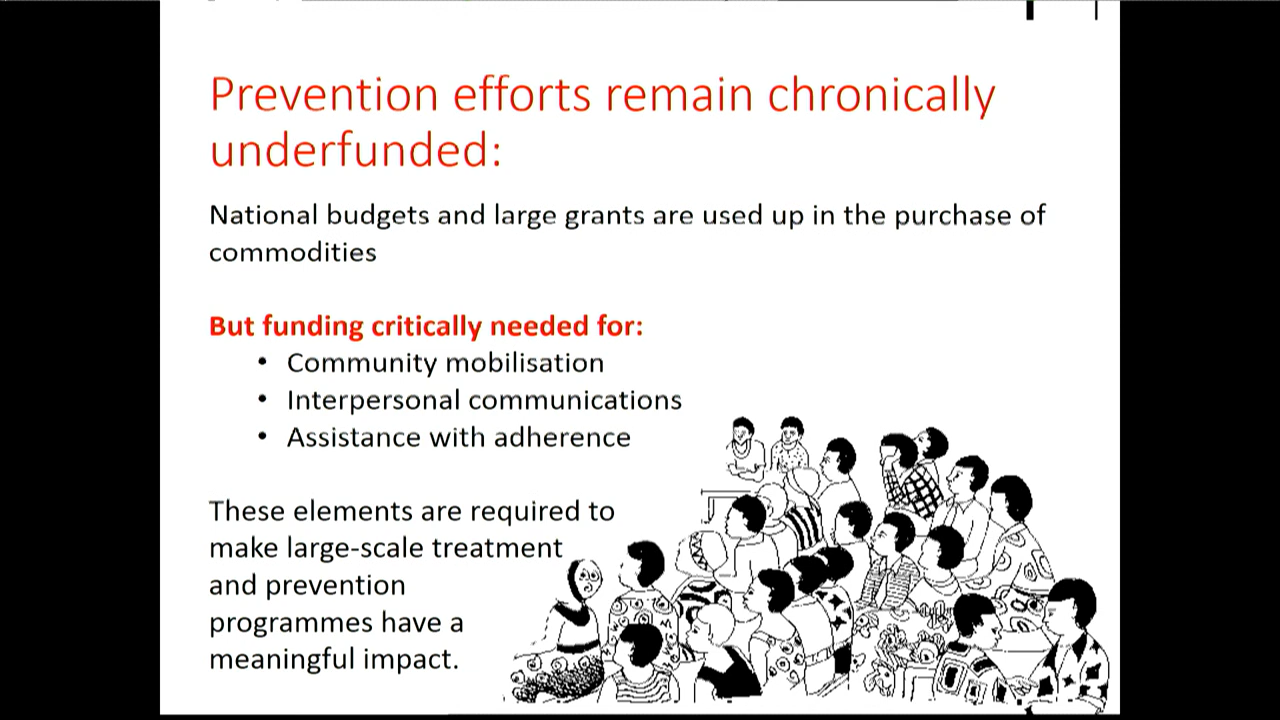 Prevention efforts remain chronically
underfunded:
National budgets and large grants are used up in the purchase of
commodities
But funding critically needed for:
• Community mobilisation
• Interpersonal communications
• Assistance with adherence
These elements are required to
make large-scale treatment
and prevention
programmes have a
meaningful impact.